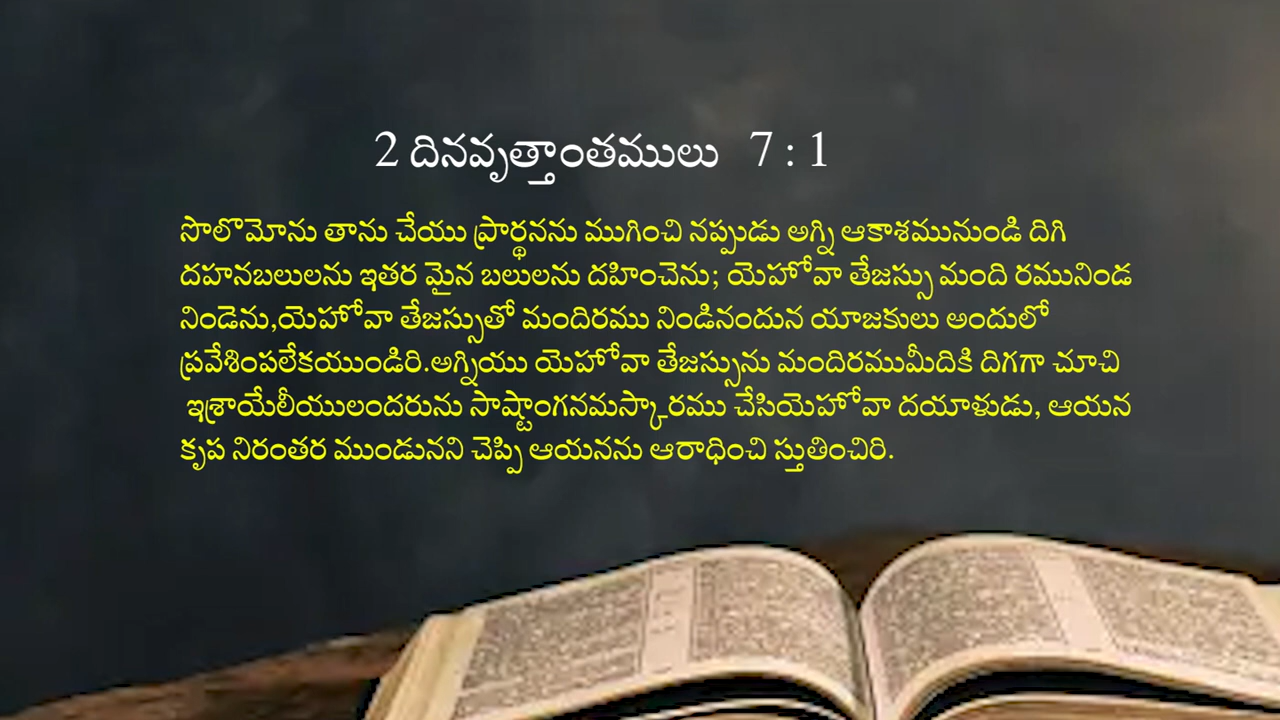 2 దినవృత్తాంతములు 7 : 1
సొలొమోను తాను చేయు ప్రార్థనను ముగించి నప్పుడు అగ్ని ఆకాశమునుండి దిగి
దహనబలులను ఇతర మైన బలులను దహించెను; యెహోవా తేజస్సు మంది రమునిండ
నిండెను,యెహోవా తేజస్సుతో మందిరము నిండినందున యాజకులు అందులో
ప్రవేశింపలేకయుండిరి.అగ్నియు యెహోవా తేజస్సును మందిరముమీదికి దిగగా చూచి
ఇశ్రాయేలీయులందరును సాష్టాంగనమస్కారము చేసియెహోవా దయాళుడు, ఆయన
కృప నిరంతర ముండునని చెప్పి ఆయనను ఆరాధించి స్తుతించిరి.